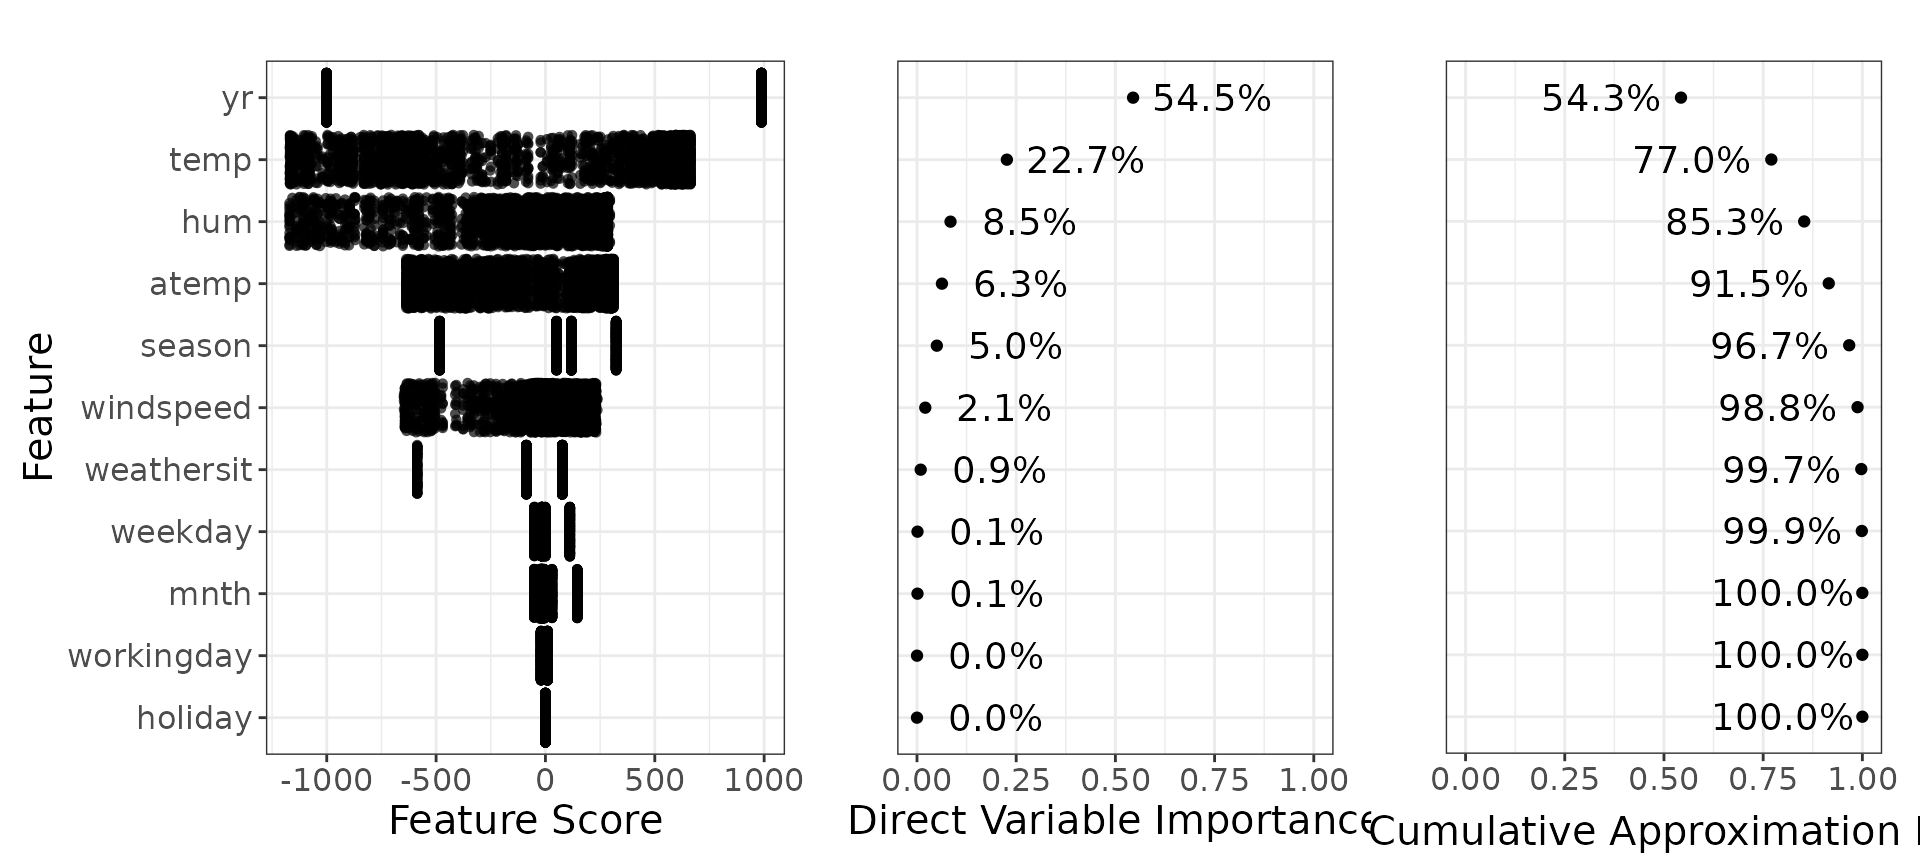 Feature
yr
temp
hum
atemp
season
windspeed
weathersit
weekday
mnth
workingday
holiday
-1000 -500 0 500 1000
Feature Score
54.5%
22.7%
8.5%
6.3%
5.0%
2.1%
0.9%
0.1%
0.1%
0.0%
0.0%
0.00 0.25 0.50 0.75 1.00
Direct Variable Importance
54.3%
77.0%
85.3%
91.5%
96.7%
98.8%
99.7%
99.9%
100.0%
100.0%
100.0%
0.00 0.25 0.50 0.75 1.00
Cumulative Approximation